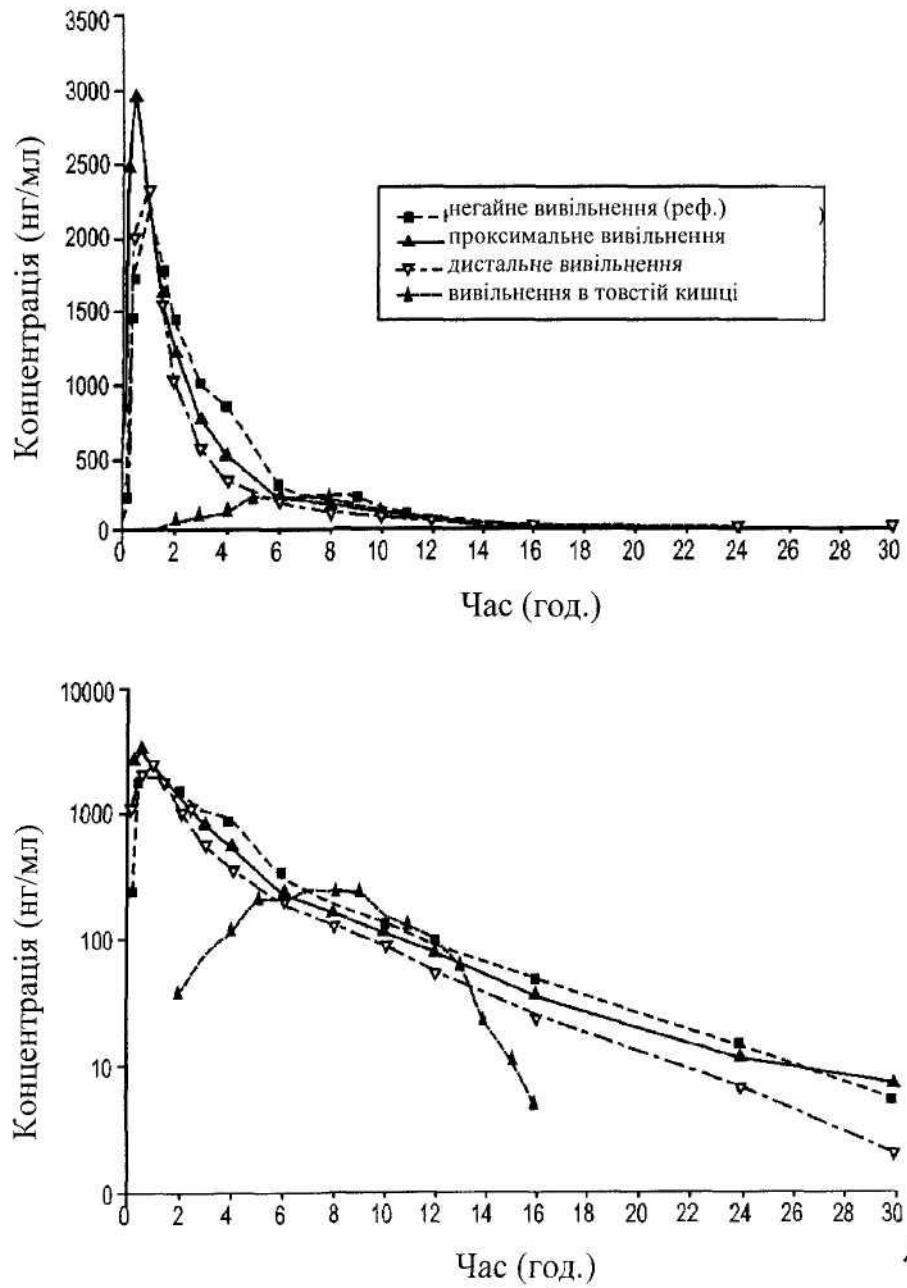 3500
3000
2500
2000
1500
1000
500
0
Концентрація (нг/мл)
негайне вивільнення (реф.) )
проксимальне вивільнення
дистальне вивільнення
вивільнення в товстій кишці
0 2 4 6 8 10 12 14 16 18 20 22 24 26 28 30
Час (год.)
10000
1000
100
10
0
Концентрація (нг/мл)
0 2 4 6 8 10 12 14 16 18 20 22 24 26 28 30
Час (год.)